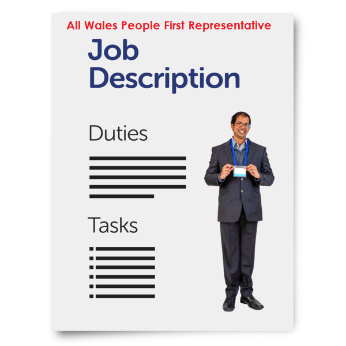 All Wales People First Representative
Job
Description
Duties
Tasks